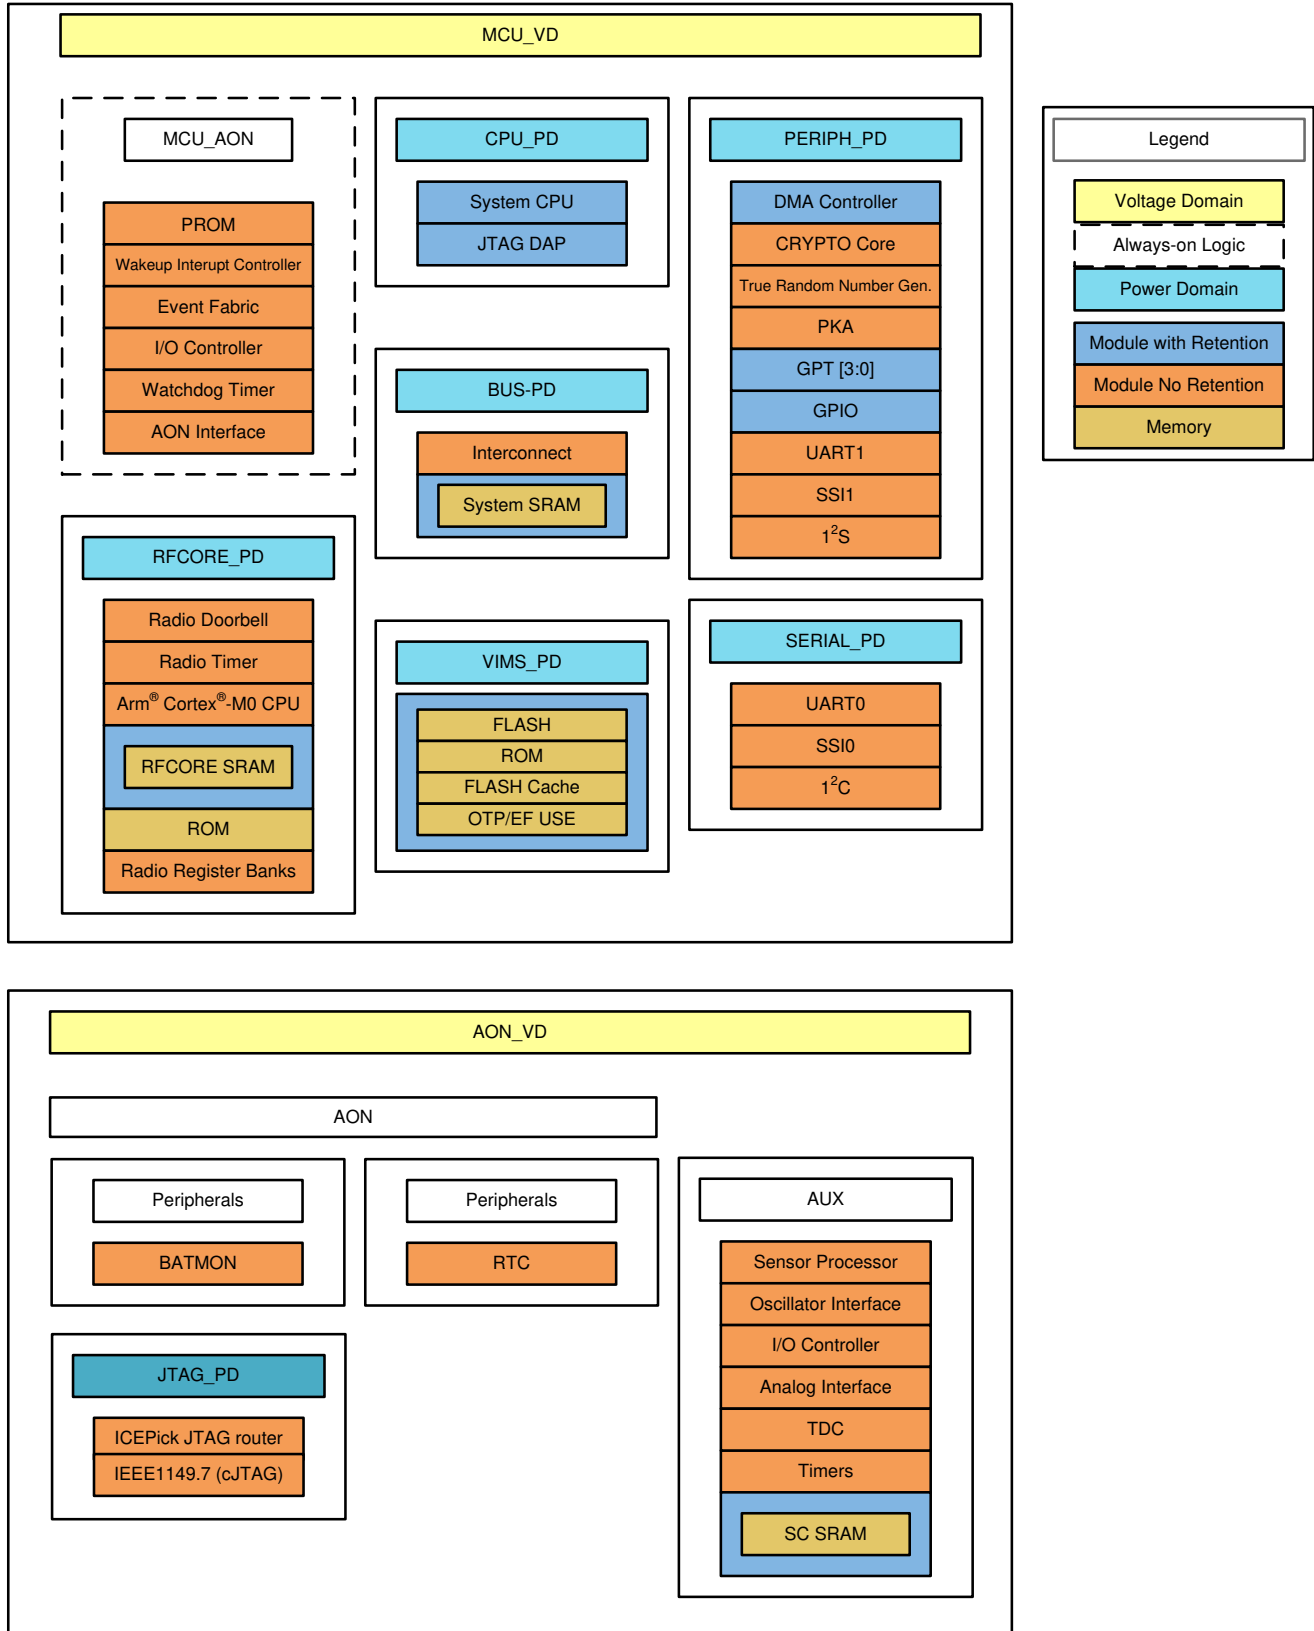 MCU_VD
MCU_AON
PROM
Wakeup Interupt Controller
Event Fabric
I/O Controller
Watchdog Timer
AON Interface
CPU_PD
System CPU
JTAG DAP
PERIPH_PD
DMA Controller
CRYPTO Core
True Random Number Gen.
PKA
GPT [3:0]
GPIO
UART1
SSI1
1²S
Legend
Voltage Domain
Always-on Logic
Power Domain
Module with Retention
Module No Retention
Memory
BUS-PD
Interconnect
System SRAM
RFCORE_PD
Radio Doorbell
Radio Timer
Arm® Cortex®-M0 CPU
RFCORE SRAM
ROM
Radio Register Banks
VIMS_PD
FLASH
ROM
FLASH Cache
OTP/EF USE
SERIAL_PD
UART0
SSI0
1²C
AON_VD
AON
Peripherals
BATMON
Peripherals
RTC
AUX
Sensor Processor
Oscillator Interface
I/O Controller
Analog Interface
TDC
Timers
SC SRAM
JTAG_PD
ICEPick JTAG router
IEEE1149.7 (cJTAG)